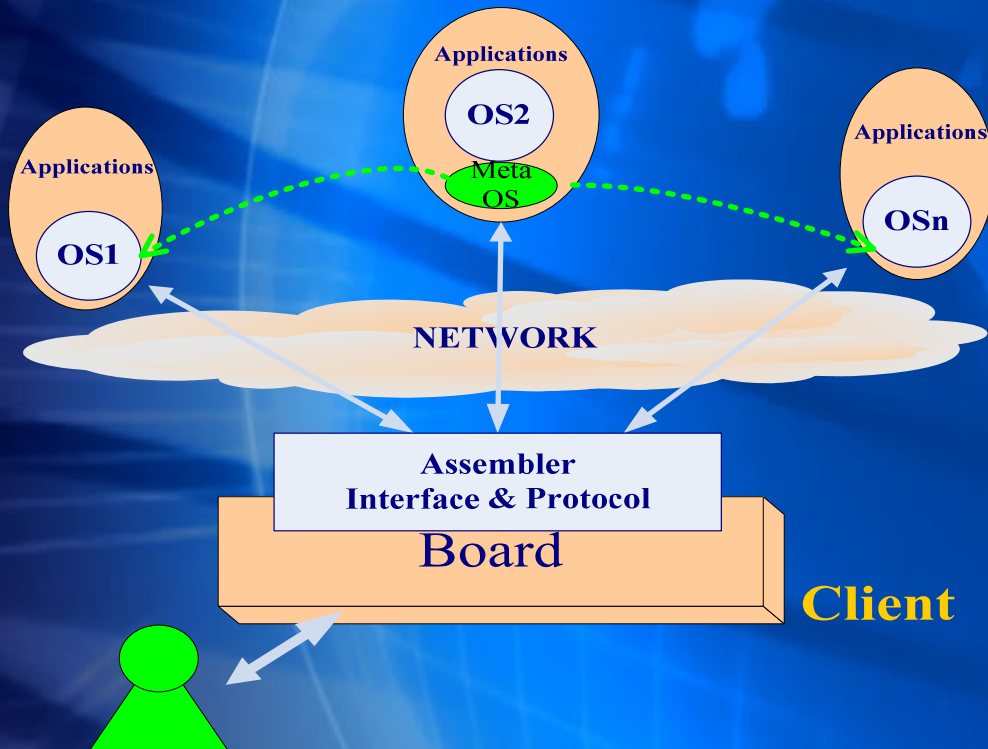 Applications
OS2
Meta
OS
Applications
OS1
Applications
OSn
NETWORK
Assembler
Interface & Protocol
Board
Client